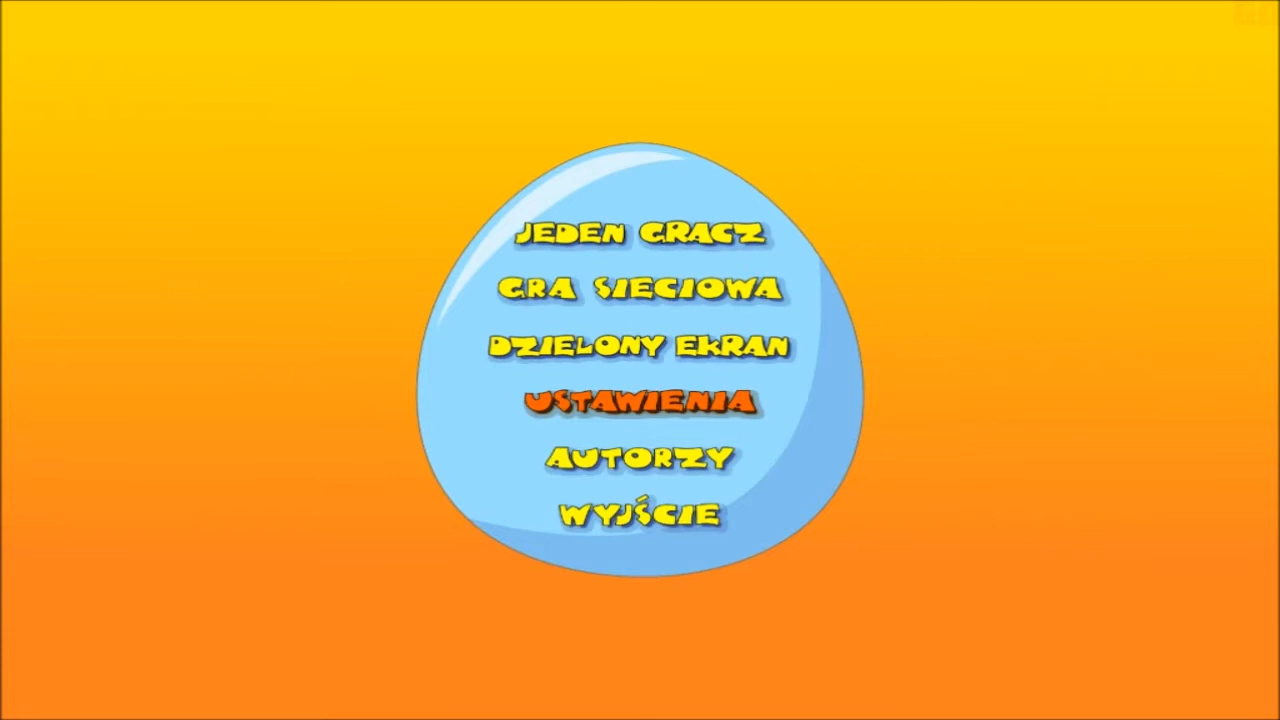 JEDEN GRACZ
GRA SIECIOWA
DZIELONY EKRAN
USTAWIENIA
AUTORZY
WYJŚCIE